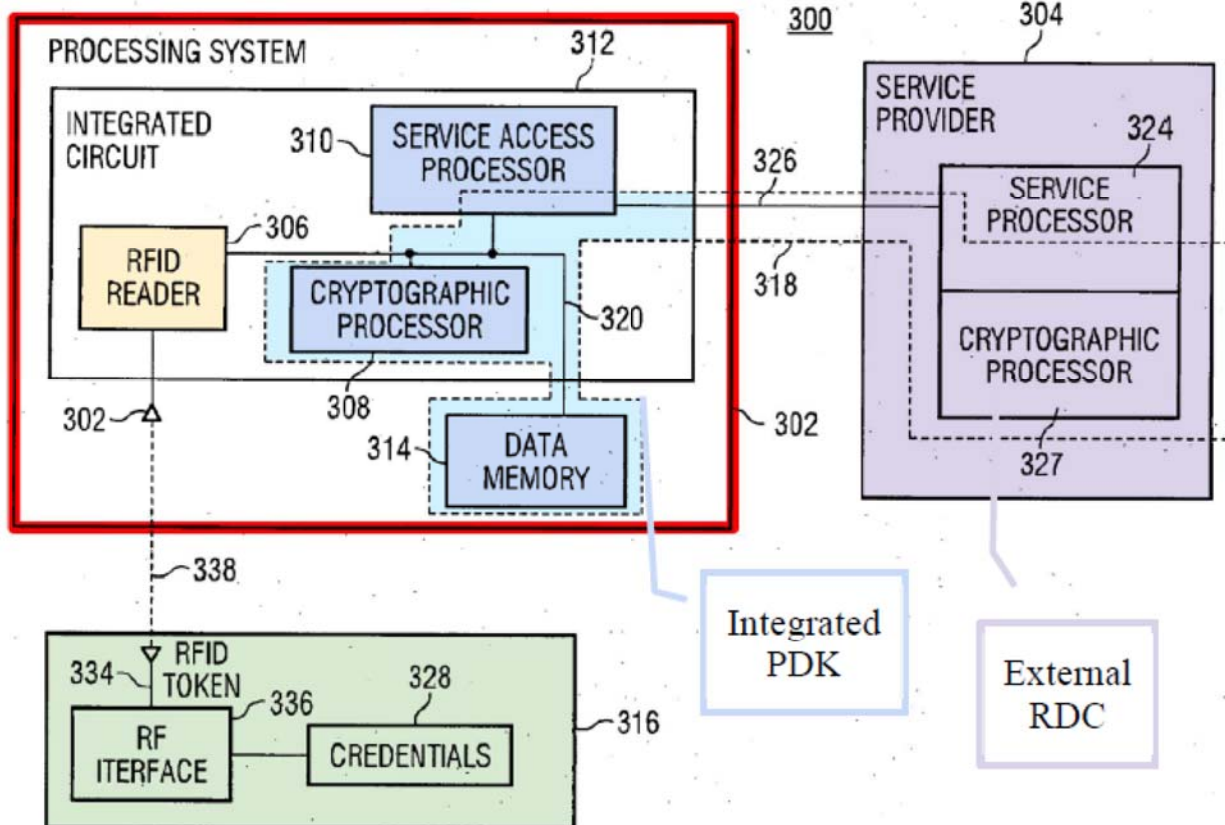 300
PROCESSING SYSTEM
312
INTEGRATED
CIRCUIT
310
SERVICE ACCESS
PROCESSOR
306
RFID
READER
CRYPTOGRAPHIC
PROCESSOR
308
320
302
314
DATA
MEMORY
302
304
SERVICE
PROVIDER
324
326
SERVICE
PROCESSOR
318
CRYPTOGRAPHIC
PROCESSOR
327
338
334
RFID
TOKEN
336
328
RF
ITERFACE
CREDENTIALS
316
Integrated
PDK
External
RDC